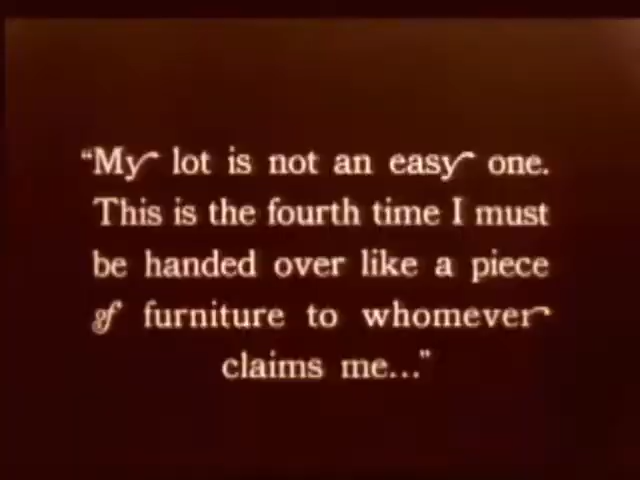 “My lot is not an easy one.
This is the fourth time I must
be handed over like a piece
of furniture to whomever
claims me...”